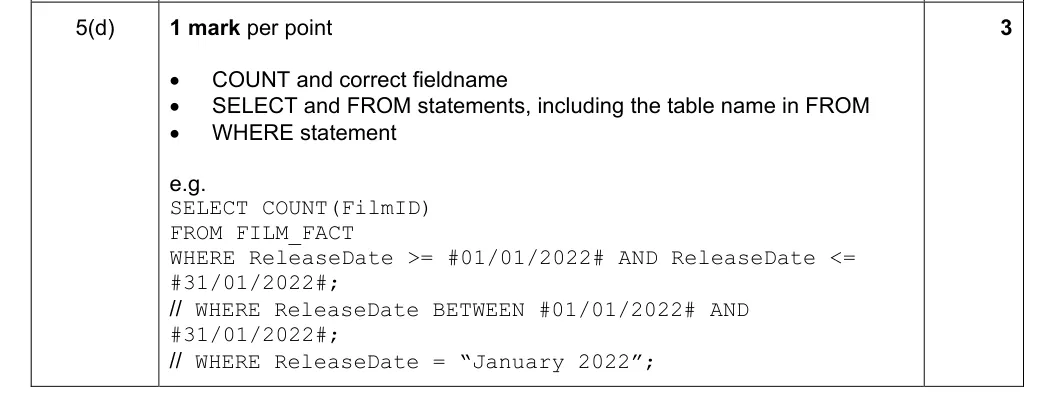 5(d)
1 mark per point
3
• COUNT and correct fieldname
• SELECT and FROM statements, including the table name in FROM
• WHERE statement
e.g.
SELECT COUNT(FilmID)
FROM FILM_FACT
WHERE ReleaseDate >= #01/01/2022# AND ReleaseDate <=
#31/01/2022#;
// WHERE ReleaseDate BETWEEN #01/01/2022# AND
#31/01/2022#;
// WHERE ReleaseDate = “January 2022”;